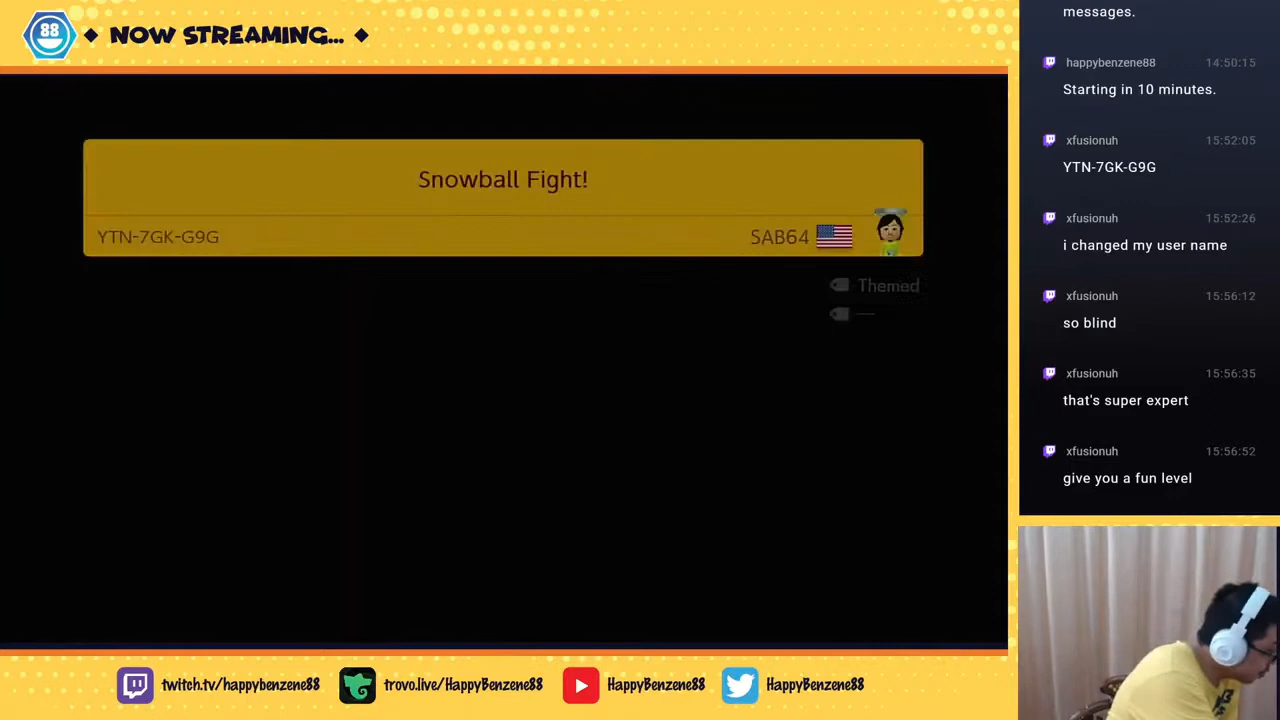 88 NOW STREAMING...
Snowball Fight!
YTN-7GK-G9G
SAB64
Themed
—
messages.
happybenzene88 14:50:15
Starting in 10 minutes.
xfusionuh 15:52:05
YTN-7GK-G9G
xfusionuh 15:52:26
i changed my user name
xfusionuh 15:56:12
so blind
xfusionuh 15:56:35
that's super expert
xfusionuh 15:56:52
give you a fun level
twitch.tv/happybenzene88 trovo.live/HappyBenzene88 HappyBenzene88 HappyBenzene88